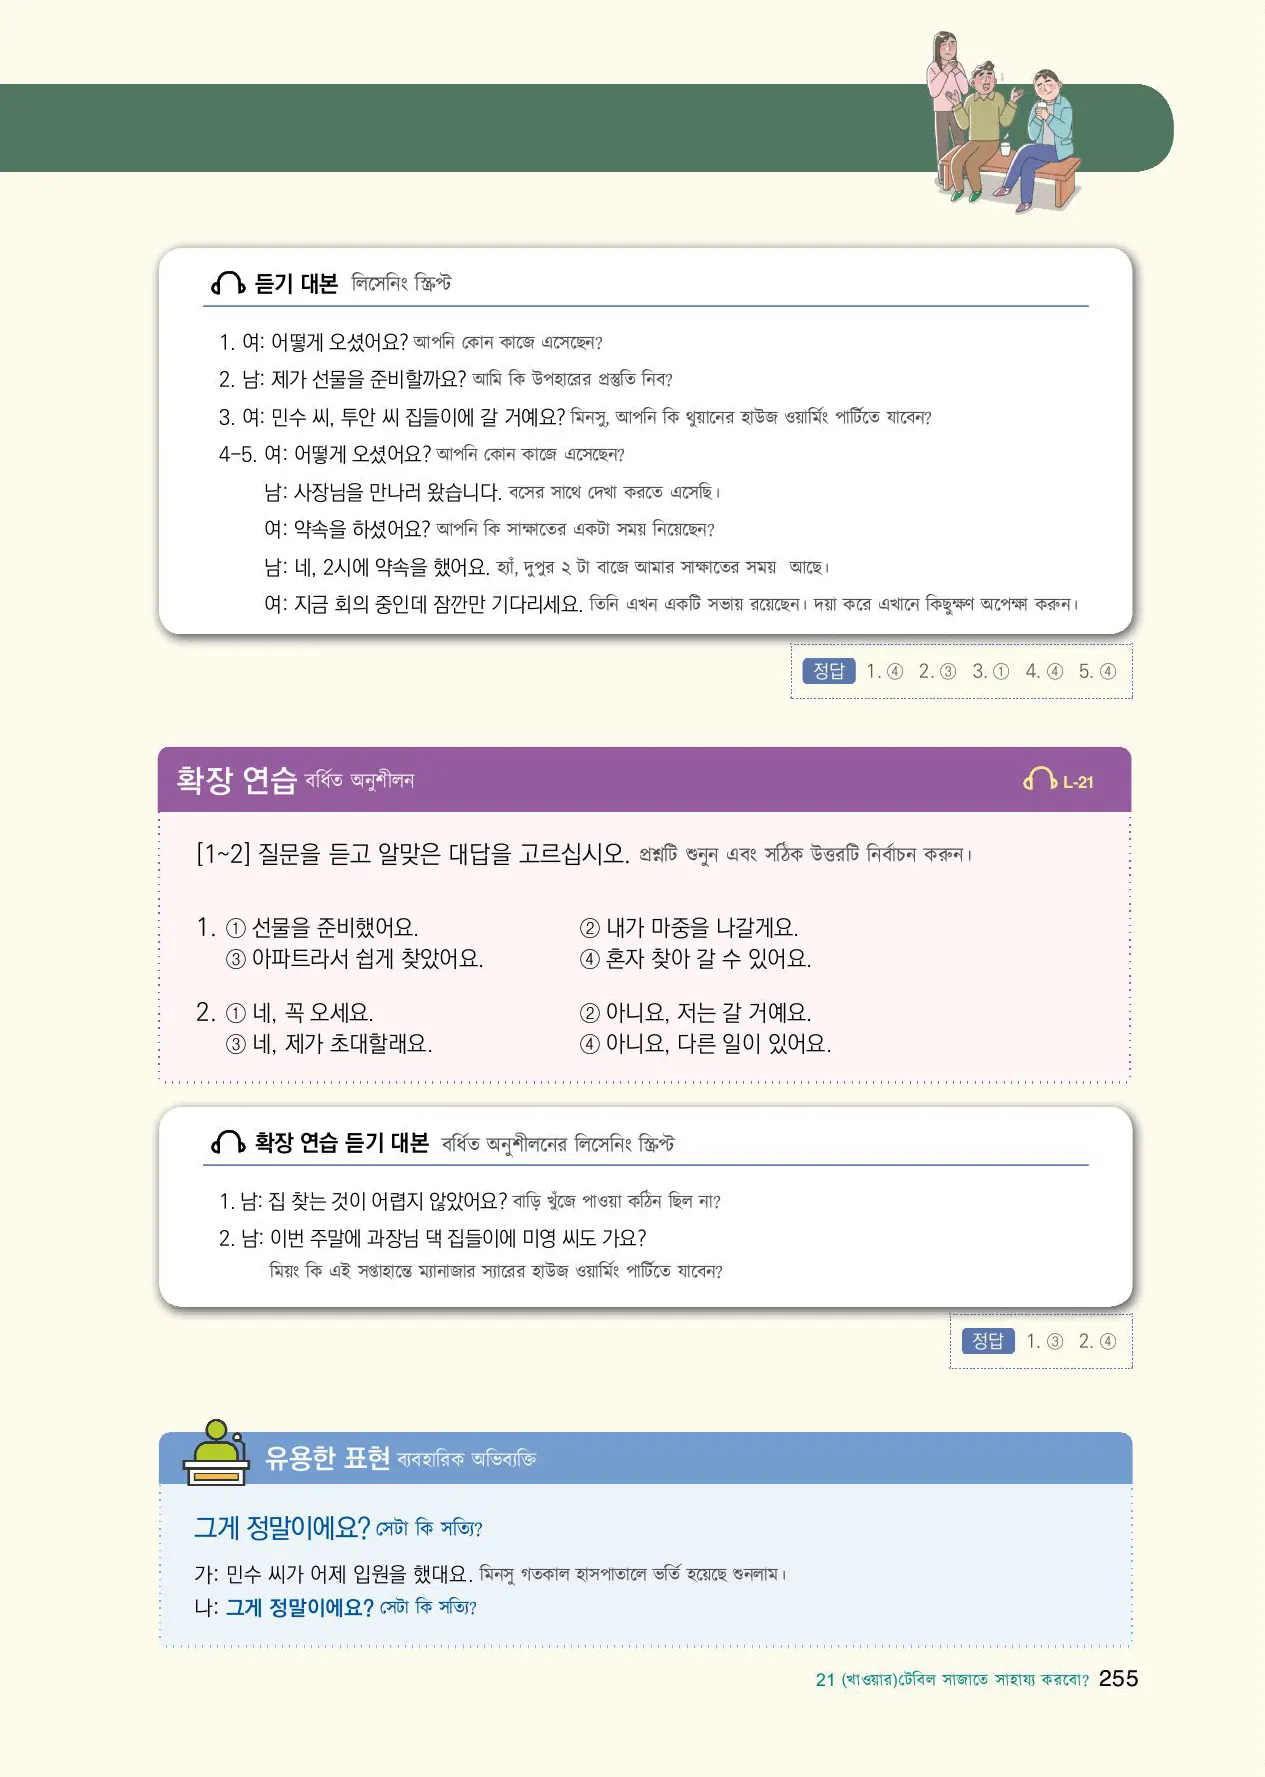 듣기 대본 লিসেনিং স্ক্রিপ্ট
1. 여: 어떻게 오셨어요? আপনি কোন কাজে এসেছেন?
2. 남: 제가 선물을 준비할까요? আমি কি উপহারের প্রস্তুতি নিব?
3. 여: 민수 씨, 투안 씨 집들이에 갈 거예요? মিনসু, আপনি কি থুয়ানের হাউজ ওয়ার্মিং পার্টিতে যাবেন?
4-5. 여: 어떻게 오셨어요? আপনি কোন কাজে এসেছেন?
남: 사장님을 만나러 왔습니다. বসের সাথে দেখা করতে এসেছি।
여: 약속을 하셨어요? আপনি কি সাক্ষাতের একটা সময় নিয়েছেন?
남: 네, 2시에 약속을 했어요. হ্যাঁ, দুপুর ২ টা বাজে আমার সাক্ষাতের সময় আছে।
여: 지금 회의 중인데 잠깐만 기다리세요. তিনি এখন একটি সভায় রয়েছেন। দয়া করে এখানে কিছুক্ষণ অপেক্ষা করুন।
정답 1. ④ 2. ③ 3. ① 4. ④ 5. ④
확장 연습 বর্ধিত অনুশীলন L-21
[1~2] 질문을 듣고 알맞은 대답을 고르십시오. প্রশ্নটি শুনুন এবং সঠিক উত্তরটি নির্বাচন করুন।
1. ① 선물을 준비했어요. ② 내가 마중을 나갈게요.
③ 아파트라서 쉽게 찾았어요. ④ 혼자 찾아 갈 수 있어요.
2. ① 네, 꼭 오세요. ② 아니요, 저는 갈 거예요.
③ 네, 제가 초대할래요. ④ 아니요, 다른 일이 있어요.
확장 연습 듣기 대본 বর্ধিত অনুশীলনের লিসেনিং স্ক্রিপ্ট
1. 남: 집 찾는 것이 어렵지 않았어요? বাড়ি খুঁজে পাওয়া কঠিন ছিল না?
2. 남: 이번 주말에 과장님 댁 집들이에 미영 씨도 가요?
মিয়ং কি এই সপ্তাহান্তে ম্যানাজার স্যারের হাউজ ওয়ার্মিং পার্টিতে যাবেন?
정답 1. ③ 2. ④
유용한 표현 ব্যবহারিক অভিব্যক্তি
그게 정말이에요? সেটা কি সত্যি?
가: 민수 씨가 어제 입원을 했대요. মিনসু গতকাল হাসপাতালে ভর্তি হয়েছে শুনলাম।
나: 그게 정말이에요? সেটা কি সত্যি?
21 (খাওয়ার)টেবিল সাজাতে সাহায্য করবো? 255